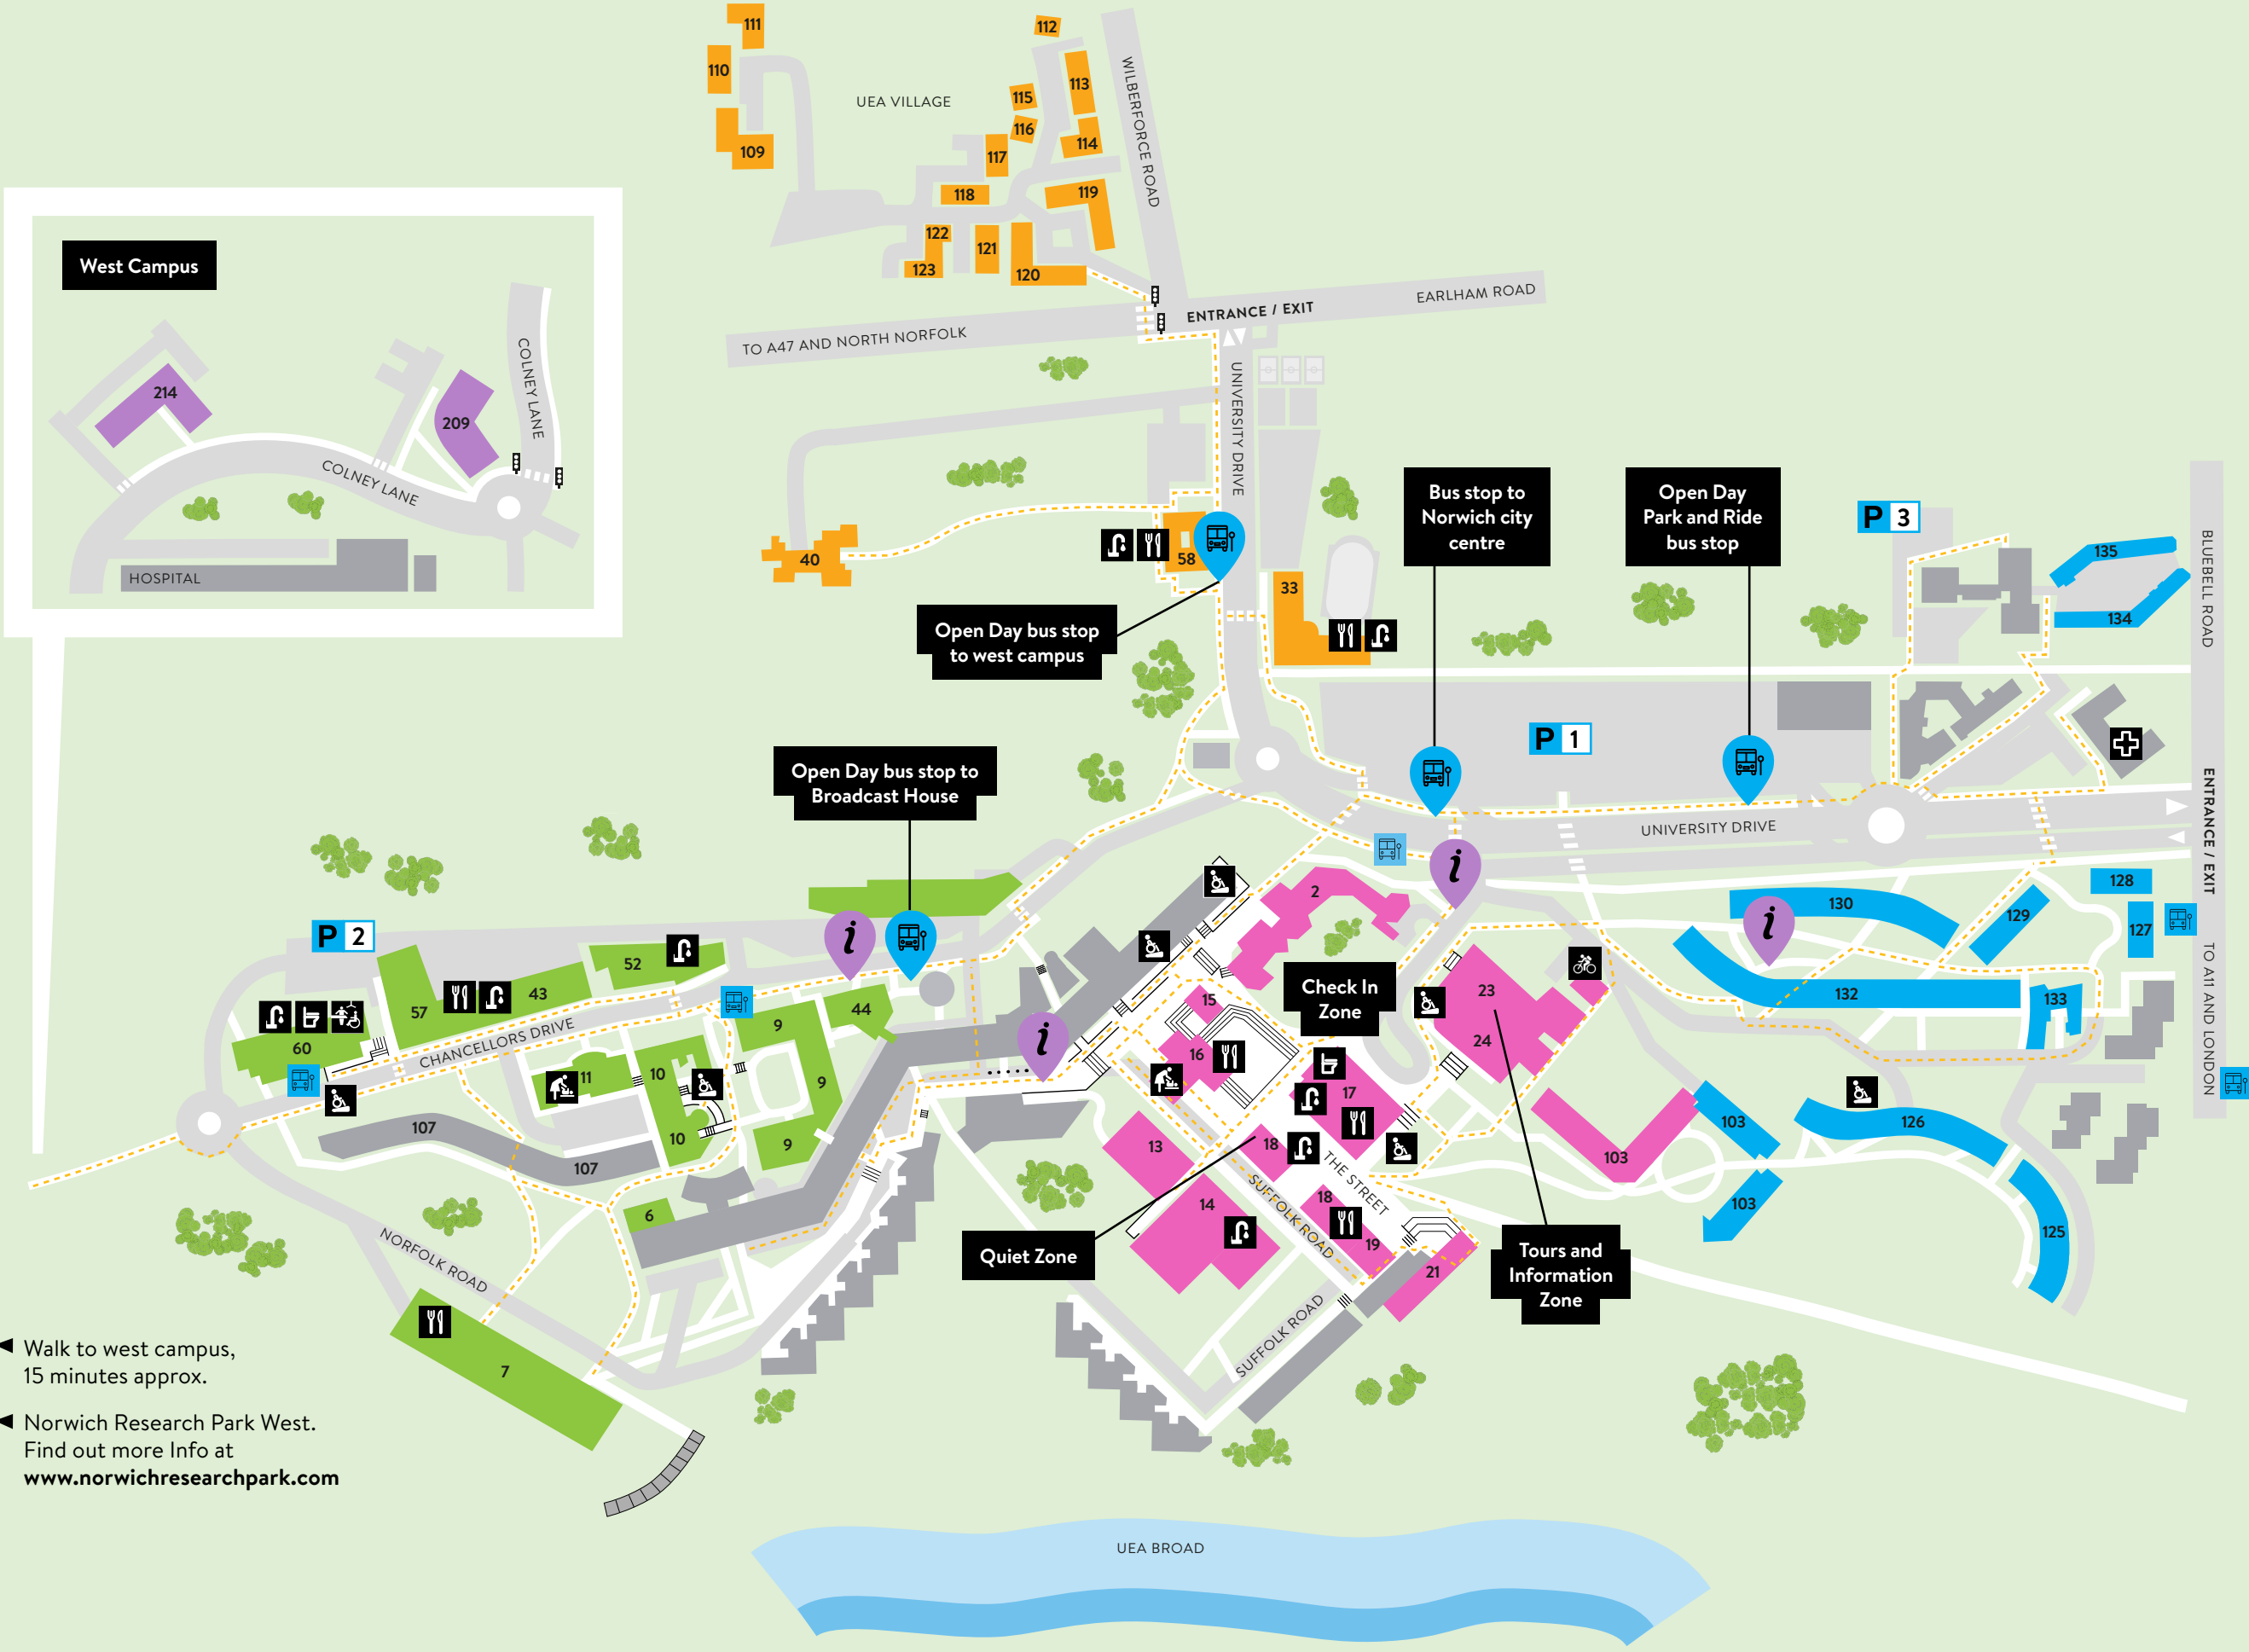 111
112
110
113
WILBERFORCE ROAD
UEA VILLAGE
115
116
114
109
117
118
119
122
121
123
120
West Campus
214
209
COLNEY LANE
COLNEY LANE
HOSPITAL
ENTRANCE / EXIT
EARLHAM ROAD
TO A47 AND NORTH NORFOLK
UNIVERSITY DRIVE
40
58
33
Open Day bus stop
to west campus
Bus stop to
Norwich city
centre
Open Day
Park and Ride
bus stop
P 3
135
134
BLUEBELL ROAD
P 1
UNIVERSITY DRIVE
ENTRANCE / EXIT
TO A11 AND LONDON
Open Day bus stop to
Broadcast House
P 2
i
i
i
i
2
130
129
128
127
132
133
52
43
57
60
CHANCELLORS DRIVE
44
9
9
9
11
10
10
107
107
6
NORFOLK ROAD
7
15
16
Check In
Zone
17
23
24
13
14
18
18
19
21
THE STREET
SUFFOLK ROAD
SUFFOLK ROAD
Quiet Zone
Tours and
Information
Zone
103
103
103
126
125
Walk to west campus,
15 minutes approx.
Norwich Research Park West.
Find out more Info at
www.norwichresearchpark.com
UEA BROAD